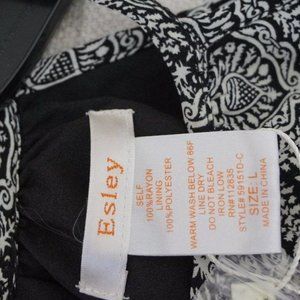 Esley
SELF
100%RAYON
LINING
100%POLYESTER
WARM WASH BELOW 86F
LINE DRY
DO NOT BLEACH
IRON LOW
RN#112635
STYLE#59151D-C
SIZE: L
MADE IN CHINA